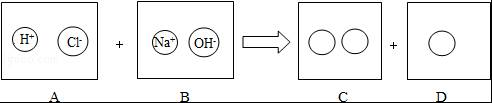 H⁺ Cl⁻ + Na⁺ OH⁻ +
A B C D